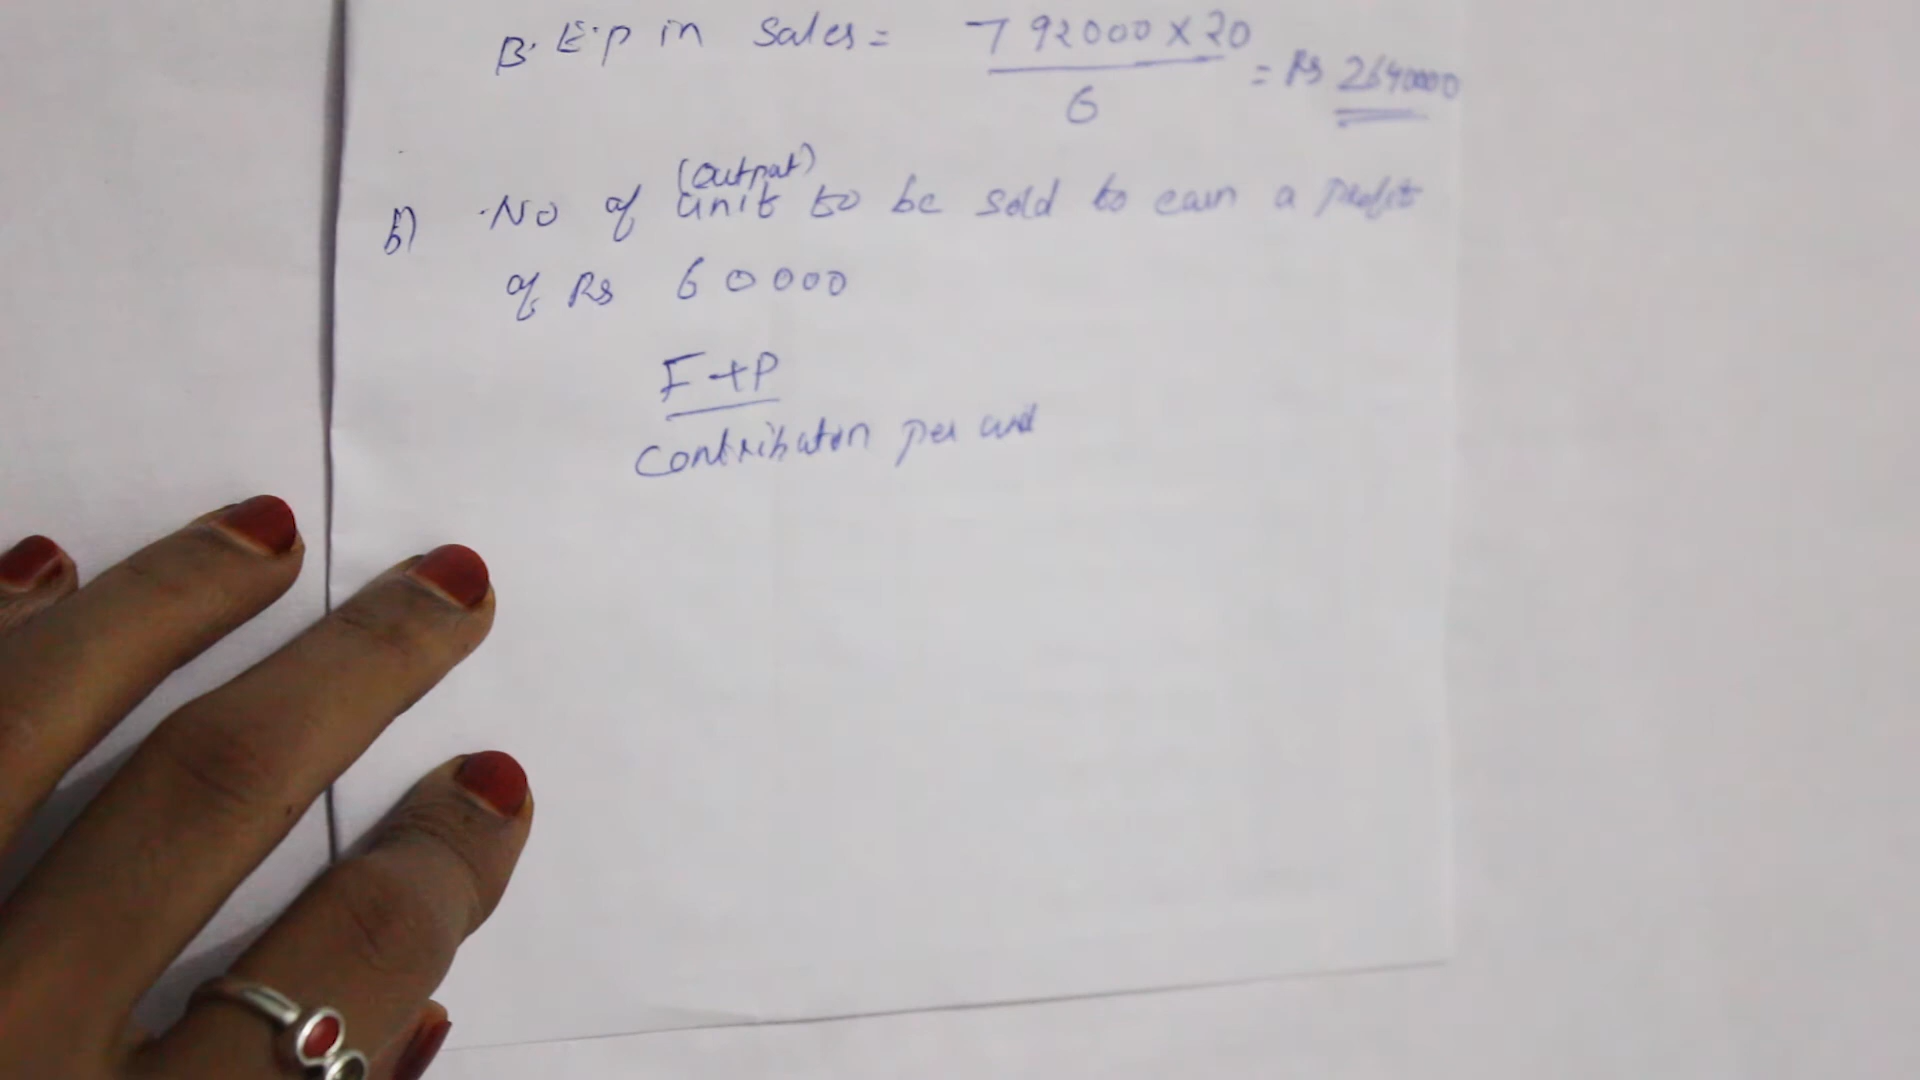 B.E.P in Sales = 792000 x 20 / 6 = Rs 2640000
b) No of unit (output) to be sold to earn a Profit
of Rs 60000
F+P
Contribution per unit